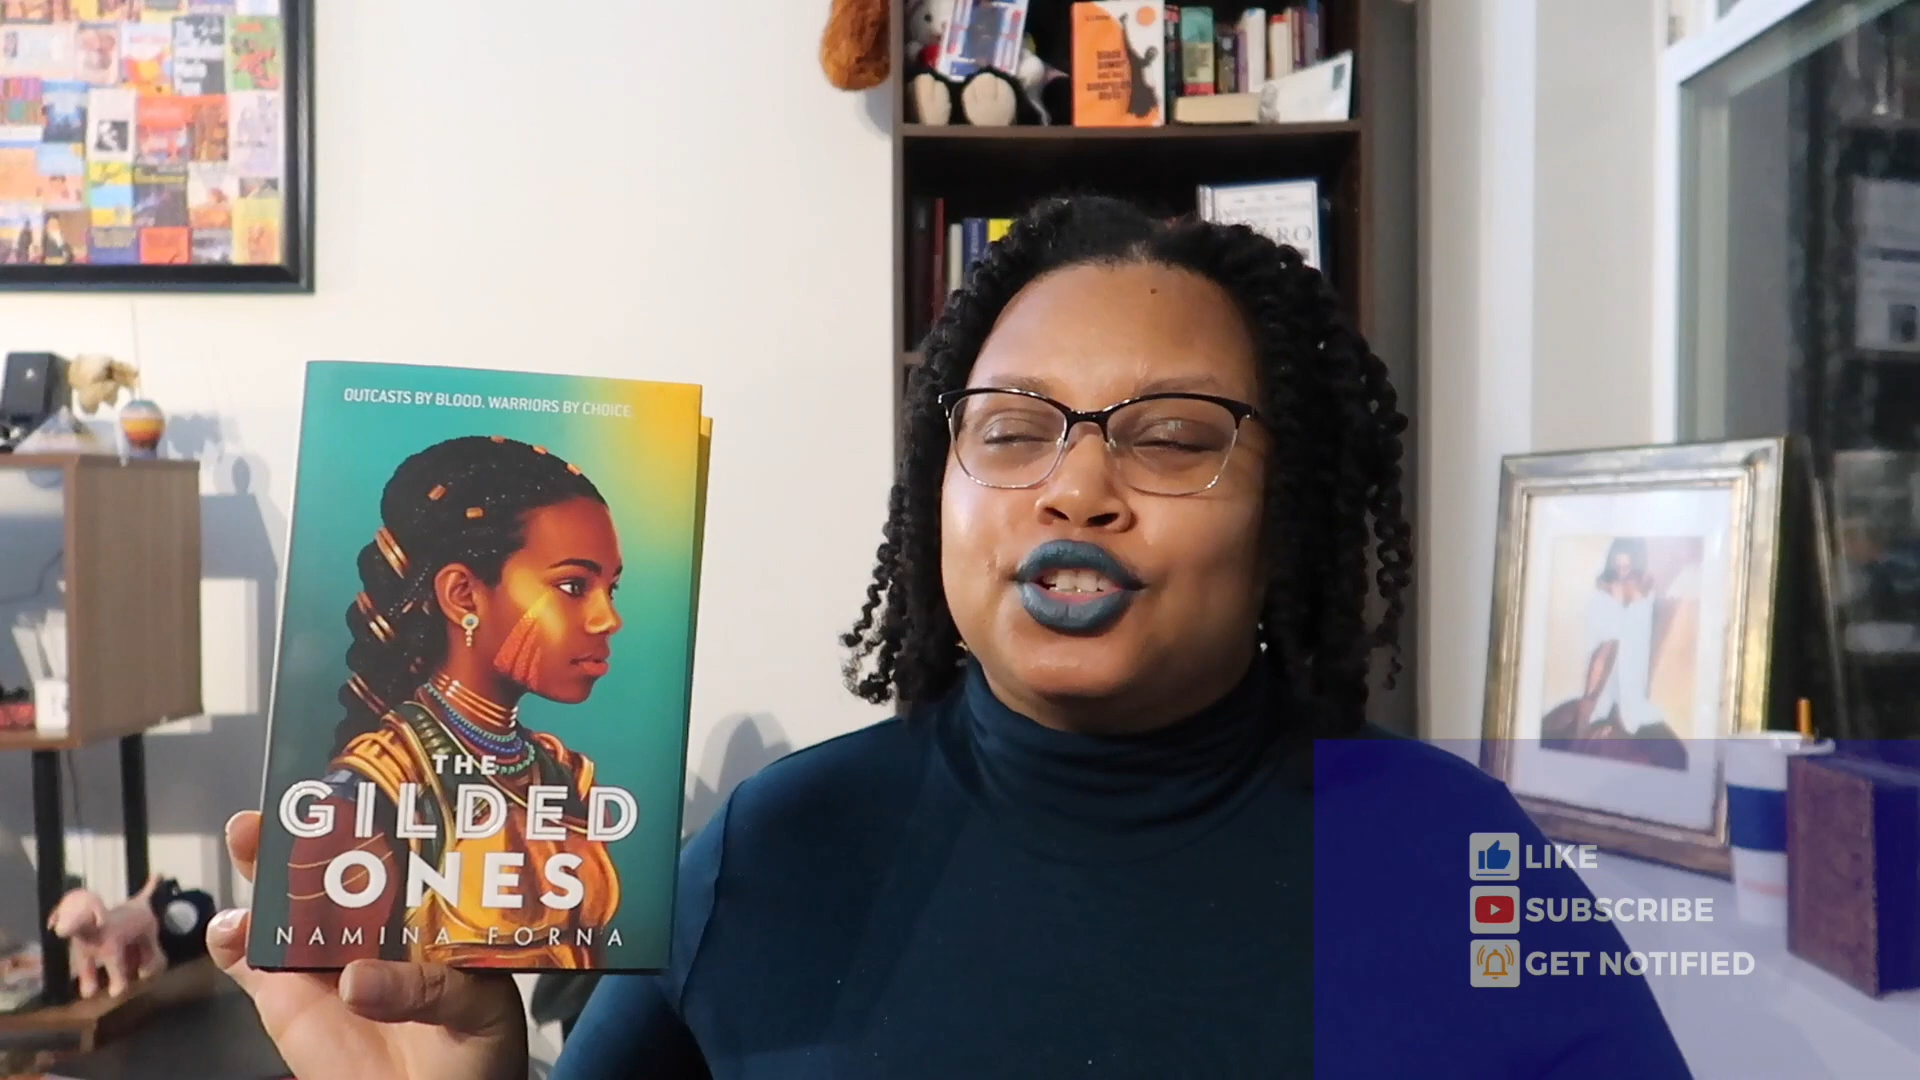 OUTCASTS BY BLOOD. WARRIORS BY CHOICE.
THE
GILDED
ONES
NAMINA FORNA
LIKE
SUBSCRIBE
GET NOTIFIED